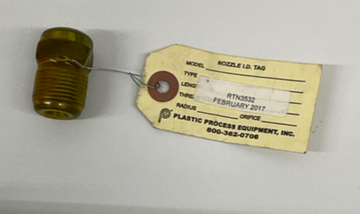 MODEL NOZZLE I.D. TAG
TYPE
LENG
RTN3532
THRE
FEBRUARY 2017
RADIUS ORIFICE
PLASTIC PROCESS EQUIPMENT, INC.
800-362-0706